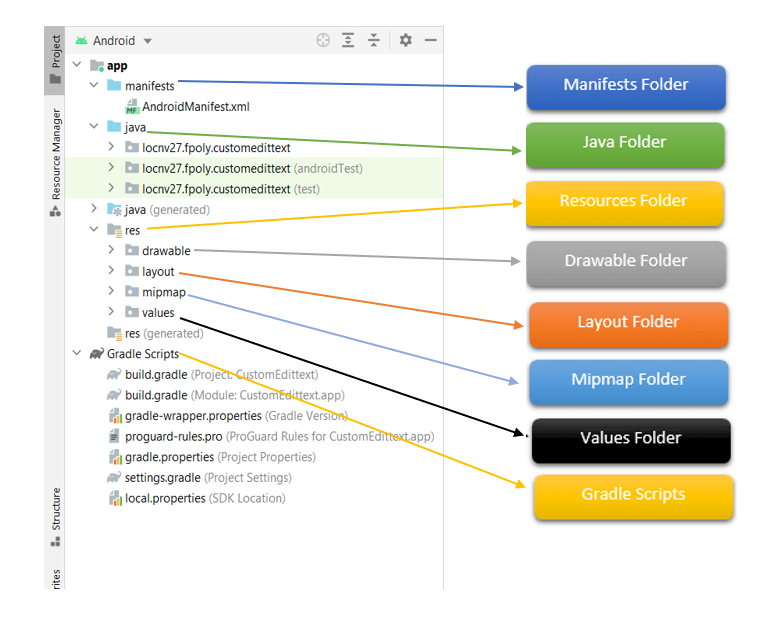 Android
Project
app
manifests
Manifests Folder
AndroidManifest.xml
java
Java Folder
locnv27.fpoly.customedittext
locnv27.fpoly.customedittext (androidTest)
locnv27.fpoly.customedittext (test)
Resource Manager
java (generated)
Resources Folder
res
drawable
Drawable Folder
layout
mipmap
values
Layout Folder
res (generated)
Gradle Scripts
build.gradle (Project: CustomEdittext)
Mipmap Folder
build.gradle (Module: CustomEdittext.app)
gradle-wrapper.properties (Gradle Version)
proguard-rules.pro (ProGuard Rules for CustomEdittext.app)
Values Folder
gradle.properties (Project Properties)
settings.gradle (Project Settings)
local.properties (SDK Location)
Gradle Scripts
Structure
rites